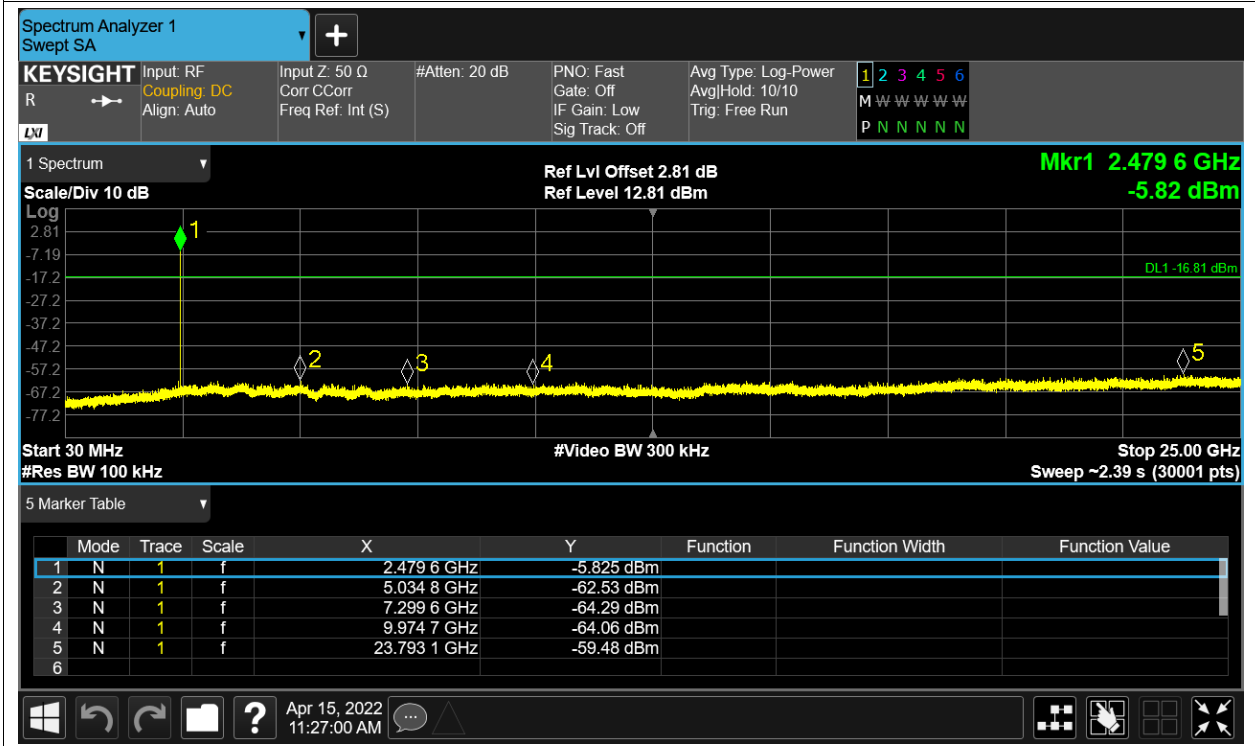 Spectrum Analyzer 1
Swept SA
+
KEYSIGHT
R
LXI
Input: RF
Coupling: DC
Align: Auto
Input Z: 50 Ω
Corr CCorr
Freq Ref: Int (S)
#Atten: 20 dB
PNO: Fast
Gate: Off
IF Gain: Low
Sig Track: Off
Avg Type: Log-Power
Avg|Hold: 10/10
Trig: Free Run
1 2 3 4 5 6
M W W W W W
P N N N N N
1 Spectrum
Scale/Div 10 dB
Ref Lvl Offset 2.81 dB
Ref Level 12.81 dBm
Mkr1 2.479 6 GHz
-5.82 dBm
Log
2.81
-7.19
-17.2
-27.2
-37.2
-47.2
-57.2
-67.2
-77.2
1
2
3
4
5
DL1 -16.81 dBm
Start 30 MHz
#Video BW 300 kHz
Stop 25.00 GHz
#Res BW 100 kHz
Sweep ~2.39 s (30001 pts)
5 Marker Table
Mode Trace Scale X Y Function Function Width Function Value
1 N 1 f 2.479 6 GHz -5.825 dBm
2 N 1 f 5.034 8 GHz -62.53 dBm
3 N 1 f 7.299 6 GHz -64.29 dBm
4 N 1 f 9.974 7 GHz -64.06 dBm
5 N 1 f 23.793 1 GHz -59.48 dBm
6
?
Apr 15, 2022
11:27:00 AM